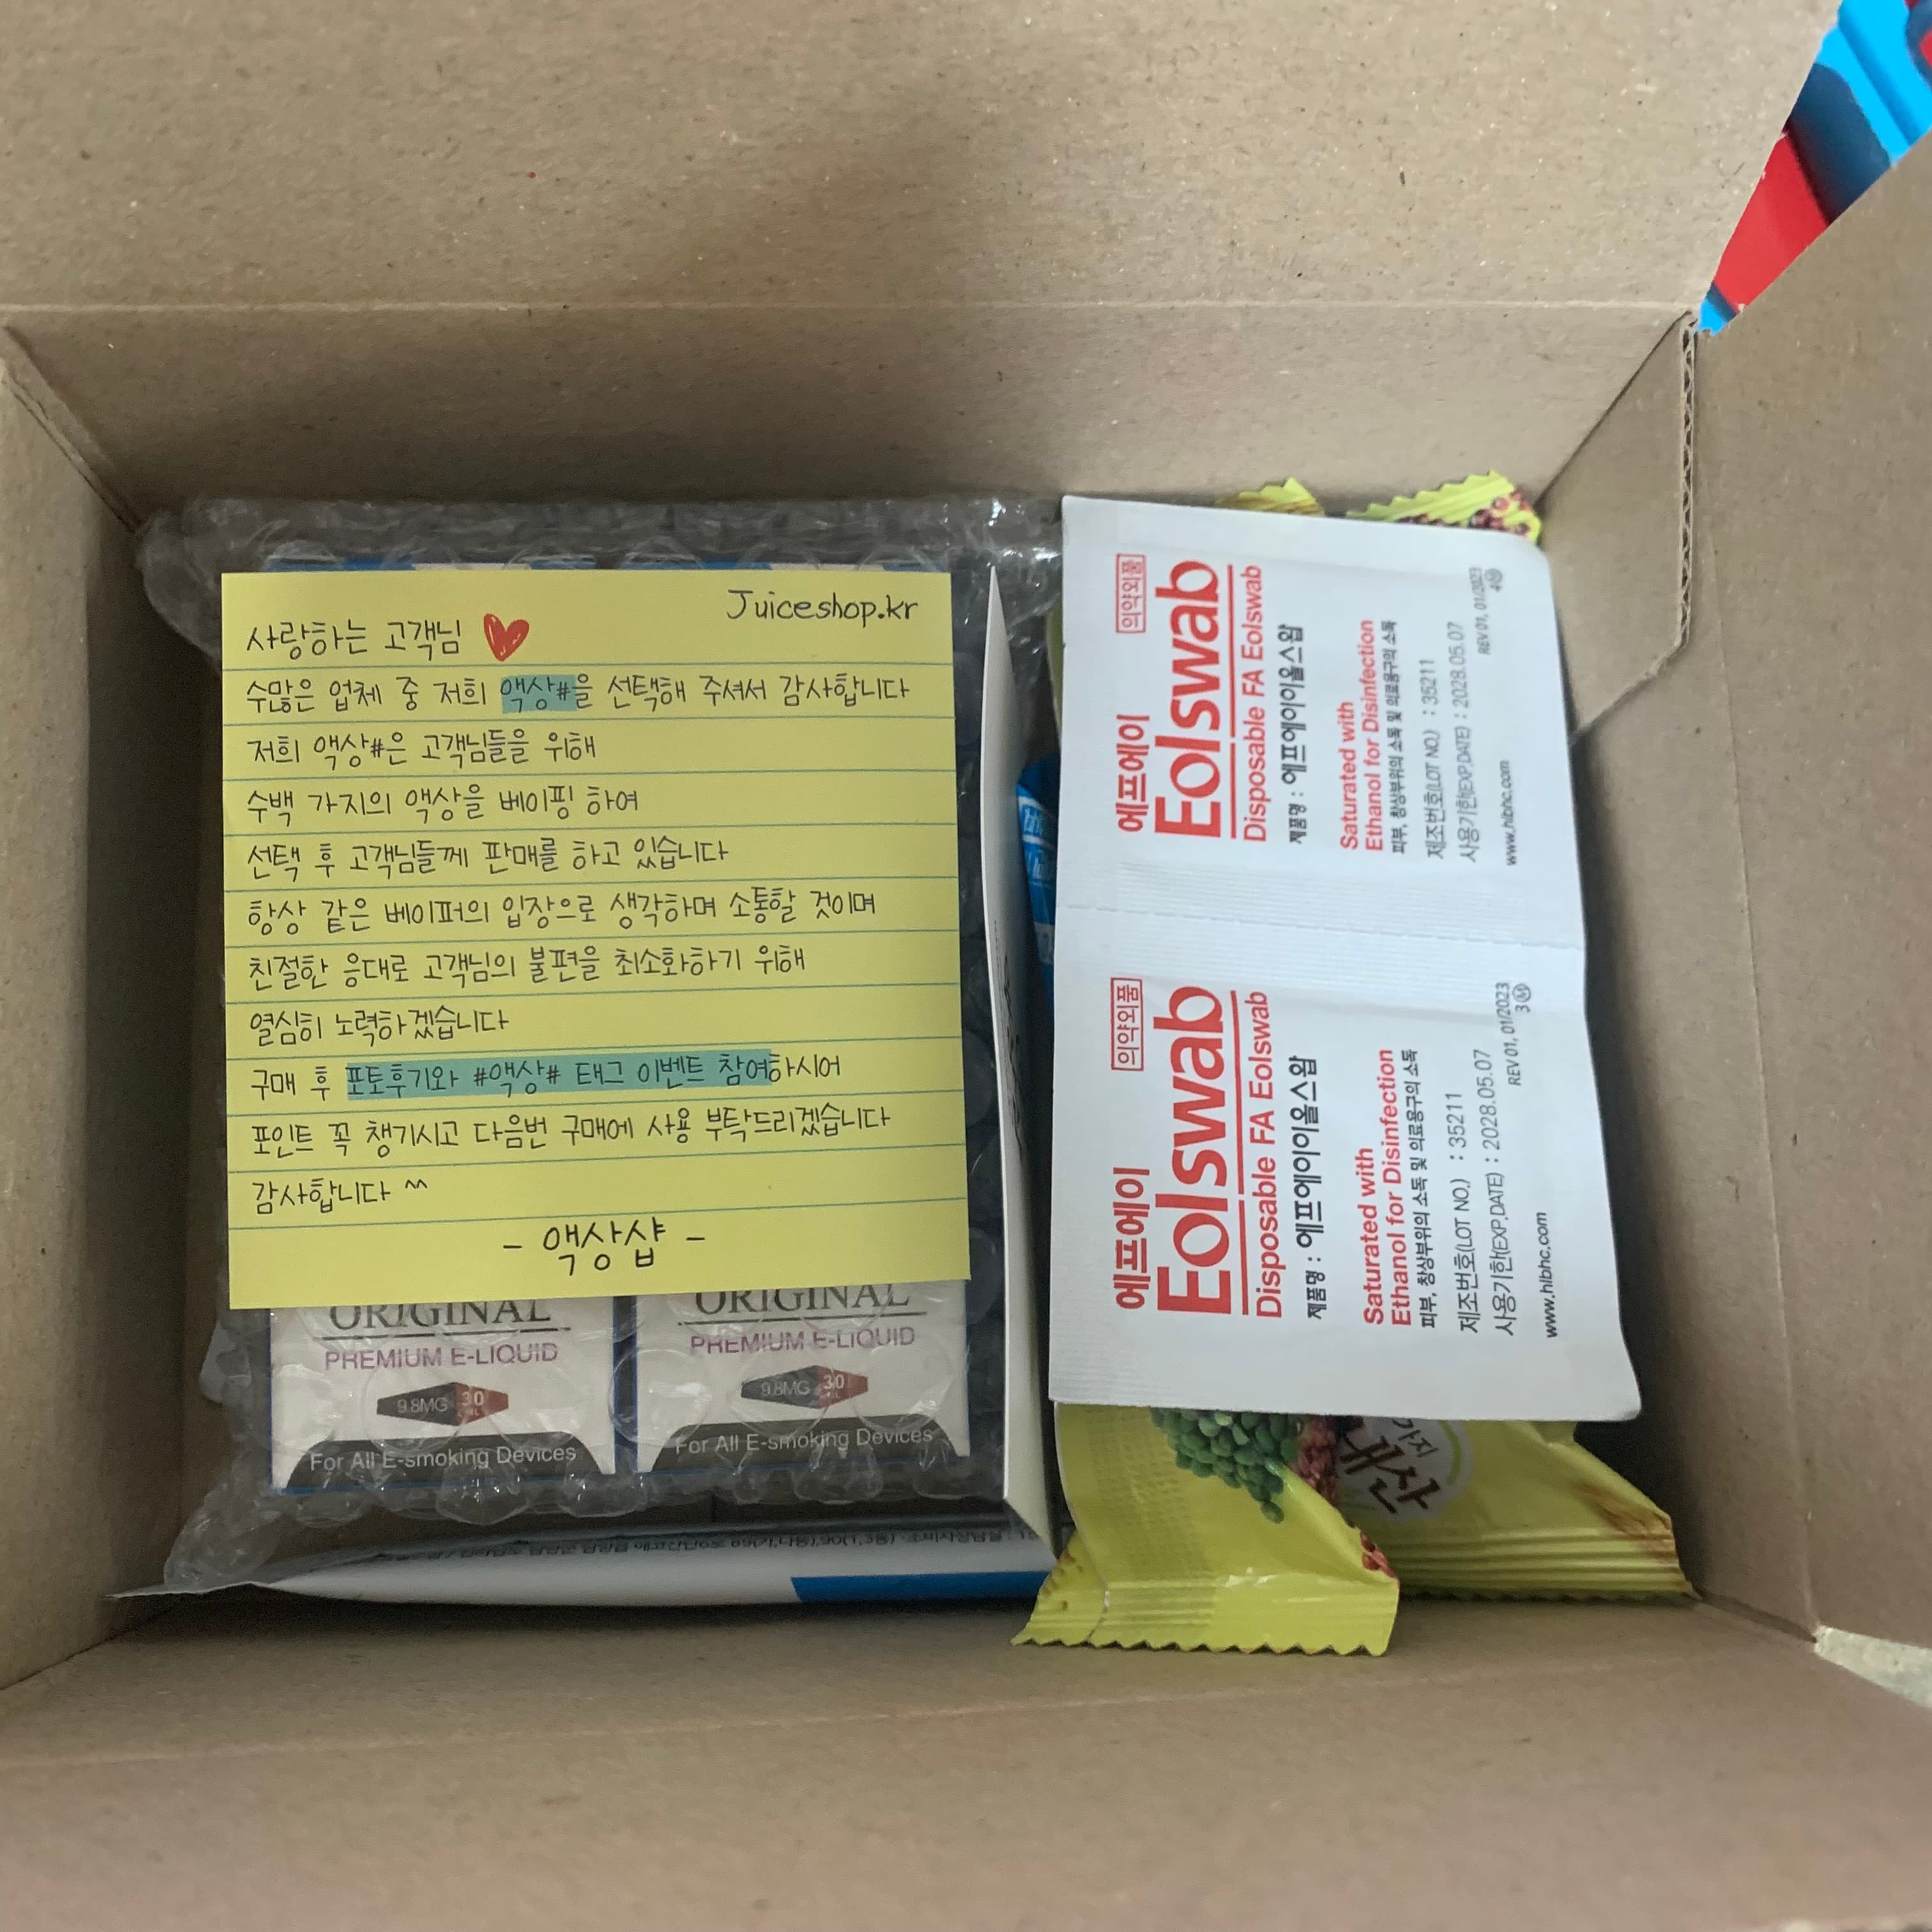 Juiceshop.kr
사랑하는 고객님
수많은 업체 중 저희 액상#을 선택해 주셔서 감사합니다
저희 액상#은 고객님들을 위해
수백 가지의 액상을 베이핑 하여
선택 후 고객님들께 판매를 하고 있습니다
항상 같은 베이퍼의 입장으로 생각하며 소통할 것이며
친절한 응대로 고객님의 불편을 최소화하기 위해
열심히 노력하겠습니다
구매 후 포토후기와 #액상# 태그 이벤트 참여하시어
포인트 꼭 챙기시고 다음번 구매에 사용 부탁드리겠습니다
감사합니다 ^^
- 액상샵 -
ORIGINAL
PREMIUM E-LIQUID
9.8MG 30
For All E-smoking Devices
ORIGINAL
PREMIUM E-LIQUID
9.8MG 30
For All E-smoking Devices
의약외품
에프에이
Eolswab
Disposable FA Eolswab
제품명 : 에프에이이올스왑
Saturated with
Ethanol for Disinfection
피부, 창상부위의 소독 및 의료용구의 소독
제조번호(LOT NO.) : 35211
사용기한(EXP.DATE) : 2028.05.07
REV 01, 01/2023
www.hlbhc.com
4Ⓜ
의약외품
에프에이
Eolswab
Disposable FA Eolswab
제품명 : 에프에이이올스왑
Saturated with
Ethanol for Disinfection
피부, 창상부위의 소독 및 의료용구의 소독
제조번호(LOT NO.) : 35211
사용기한(EXP.DATE) : 2028.05.07
REV 01, 01/2023
www.hlbhc.com
3Ⓜ
내산